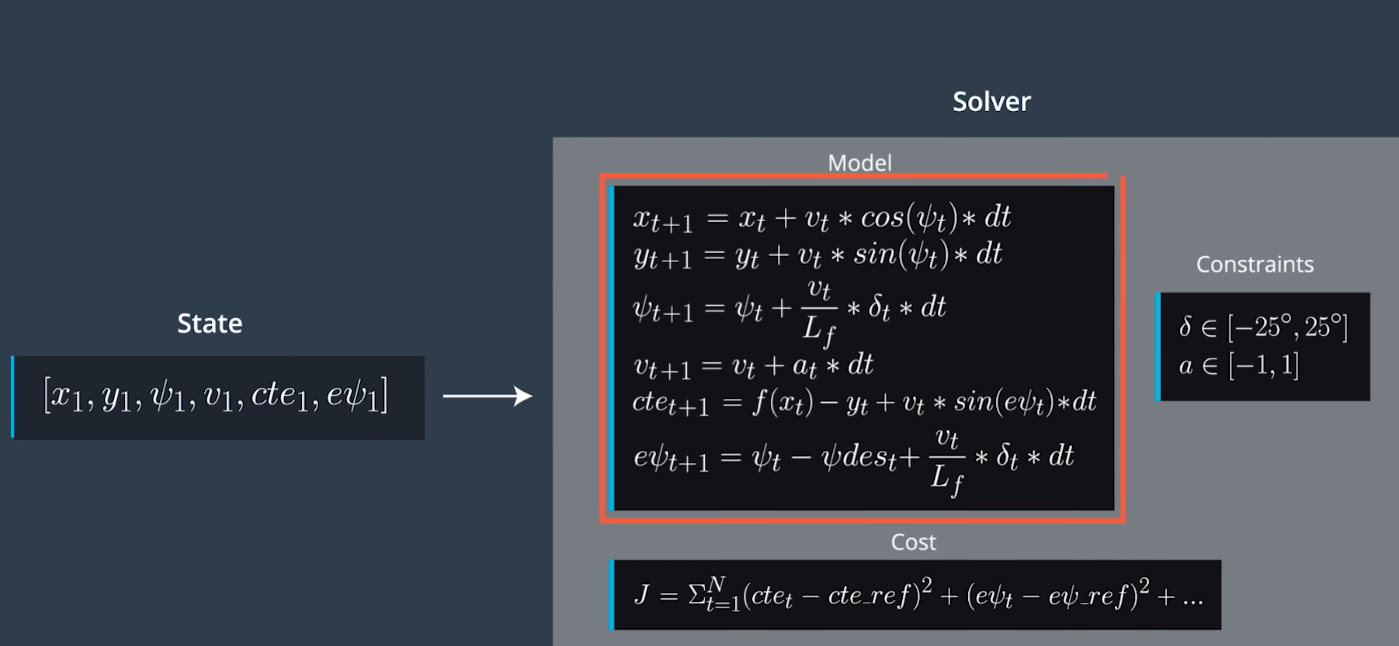 Solver
Model
x_{t+1} = x_t + v_t * cos(ψ_t) * dt
y_{t+1} = y_t + v_t * sin(ψ_t) * dt
ψ_{t+1} = ψ_t + \frac{v_t}{L_f} * δ_t * dt
v_{t+1} = v_t + a_t * dt
cte_{t+1} = f(x_t) − y_t + v_t * sin(eψ_t) * dt
eψ_{t+1} = ψ_t − ψdes_t + \frac{v_t}{L_f} * δ_t * dt
Constraints
δ ∈ [−25°, 25°]
a ∈ [−1, 1]
State
[x_1, y_1, ψ_1, v_1, cte_1, eψ_1]
Cost
J = Σ_{t=1}^{N} (cte_t − cte_ref)^2 + (eψ_t − eψ_ref)^2 + ...